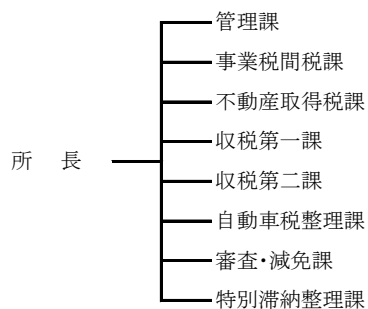 管理課
事業税間税課
不動産取得税課
収税第一課
所　長
収税第二課
自動車税整理課
審査・減免課
特別滞納整理課